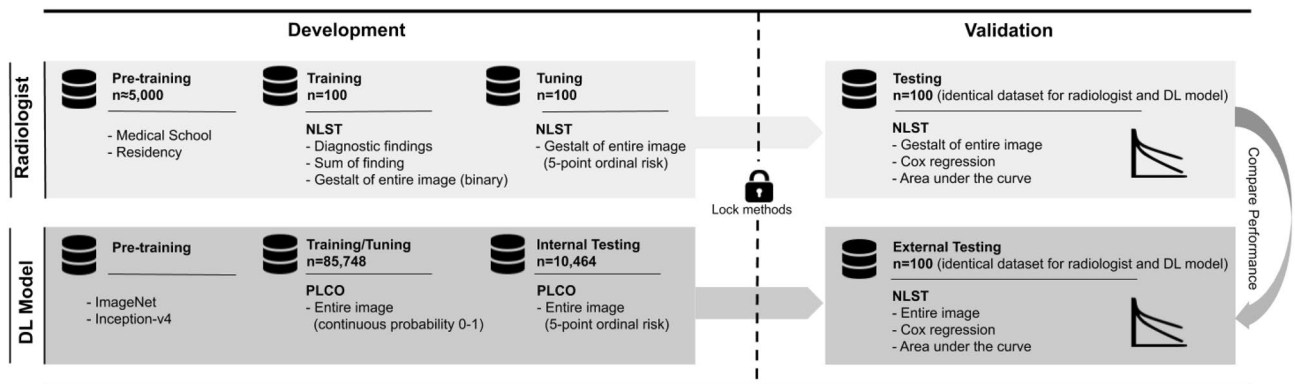 Development
Validation
Radiologist
Pre-training
n≈5,000
- Medical School
- Residency
Training
n=100
NLST
- Diagnostic findings
- Sum of finding
- Gestalt of entire image (binary)
Tuning
n=100
NLST
- Gestalt of entire image
(5-point ordinal risk)
Lock methods
Testing
n=100 (identical dataset for radiologist and DL model)
NLST
- Gestalt of entire image
- Cox regression
- Area under the curve
Compare Performance
DL Model
Pre-training
- ImageNet
- Inception-v4
Training/Tuning
n=85,748
PLCO
- Entire image
(continuous probability 0-1)
Internal Testing
n=10,464
PLCO
- Entire image
(5-point ordinal risk)
External Testing
n=100 (identical dataset for radiologist and DL model)
NLST
- Entire image
- Cox regression
- Area under the curve